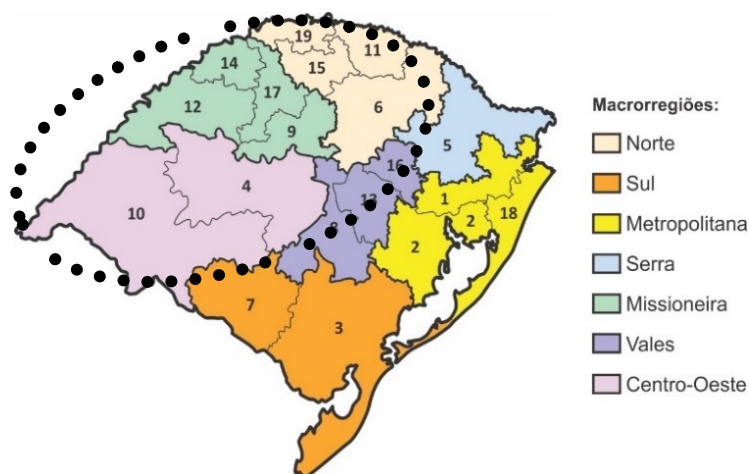 19
11
14
15
17
12
6
9
5
16
4
13
1
10
8
2
2
18
7
3
Macrorregiões:
Norte
Sul
Metropolitana
Serra
Missioneira
Vales
Centro-Oeste